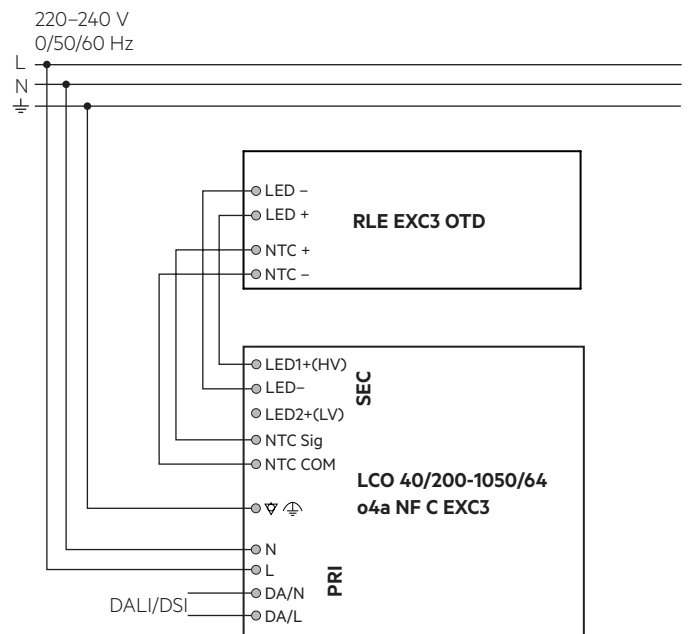 220–240 V
0/50/60 Hz
L
N
LED –
LED +
RLE EXC3 OTD
NTC +
NTC –
LED1+(HV)
SEC
LED–
LED2+(LV)
NTC Sig
NTC COM
LCO 40/200-1050/64
o4a NF C EXC3
N
L
PRI
DA/N
DALI/DSI
DA/L